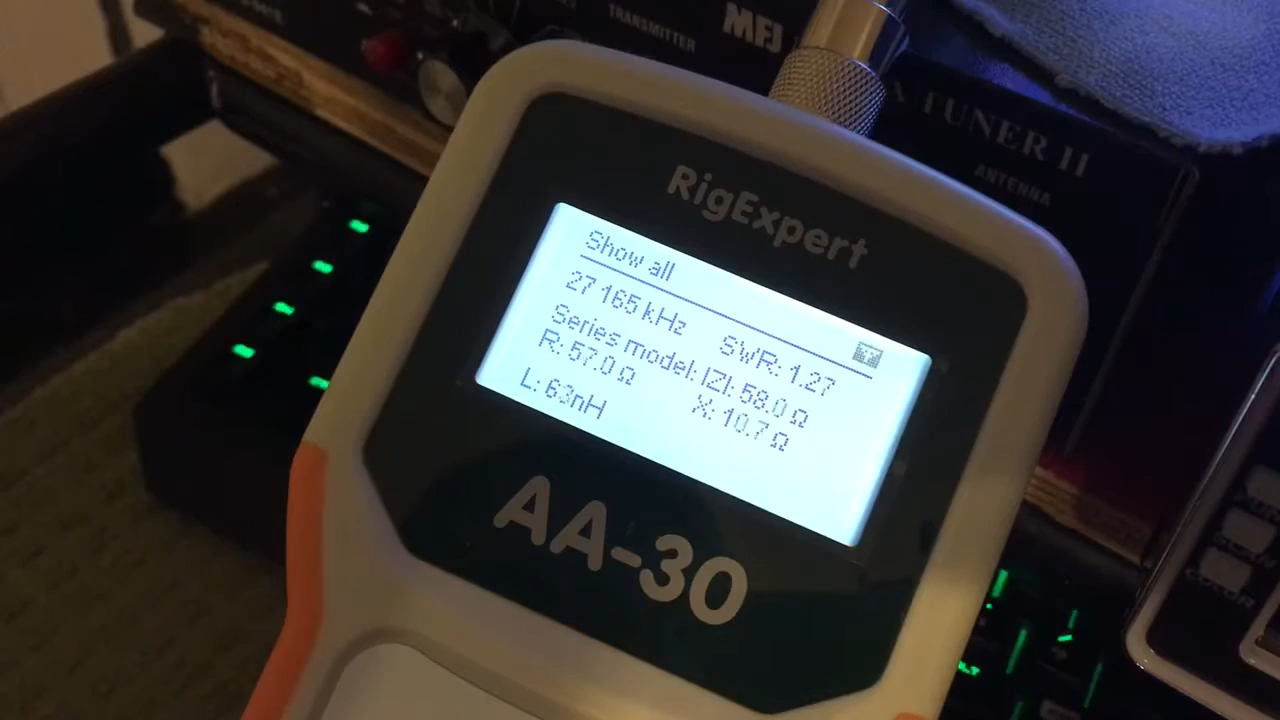 TRANSMITTER
MFJ
TUNER II
ANTENNA
RigExpert
Show all
27 165 kHz SWR: 1.27
Series model: |Z|: 58.0 Ω
R: 57.0 Ω X: 10.7 Ω
L: 63nH
AA-30
ALT